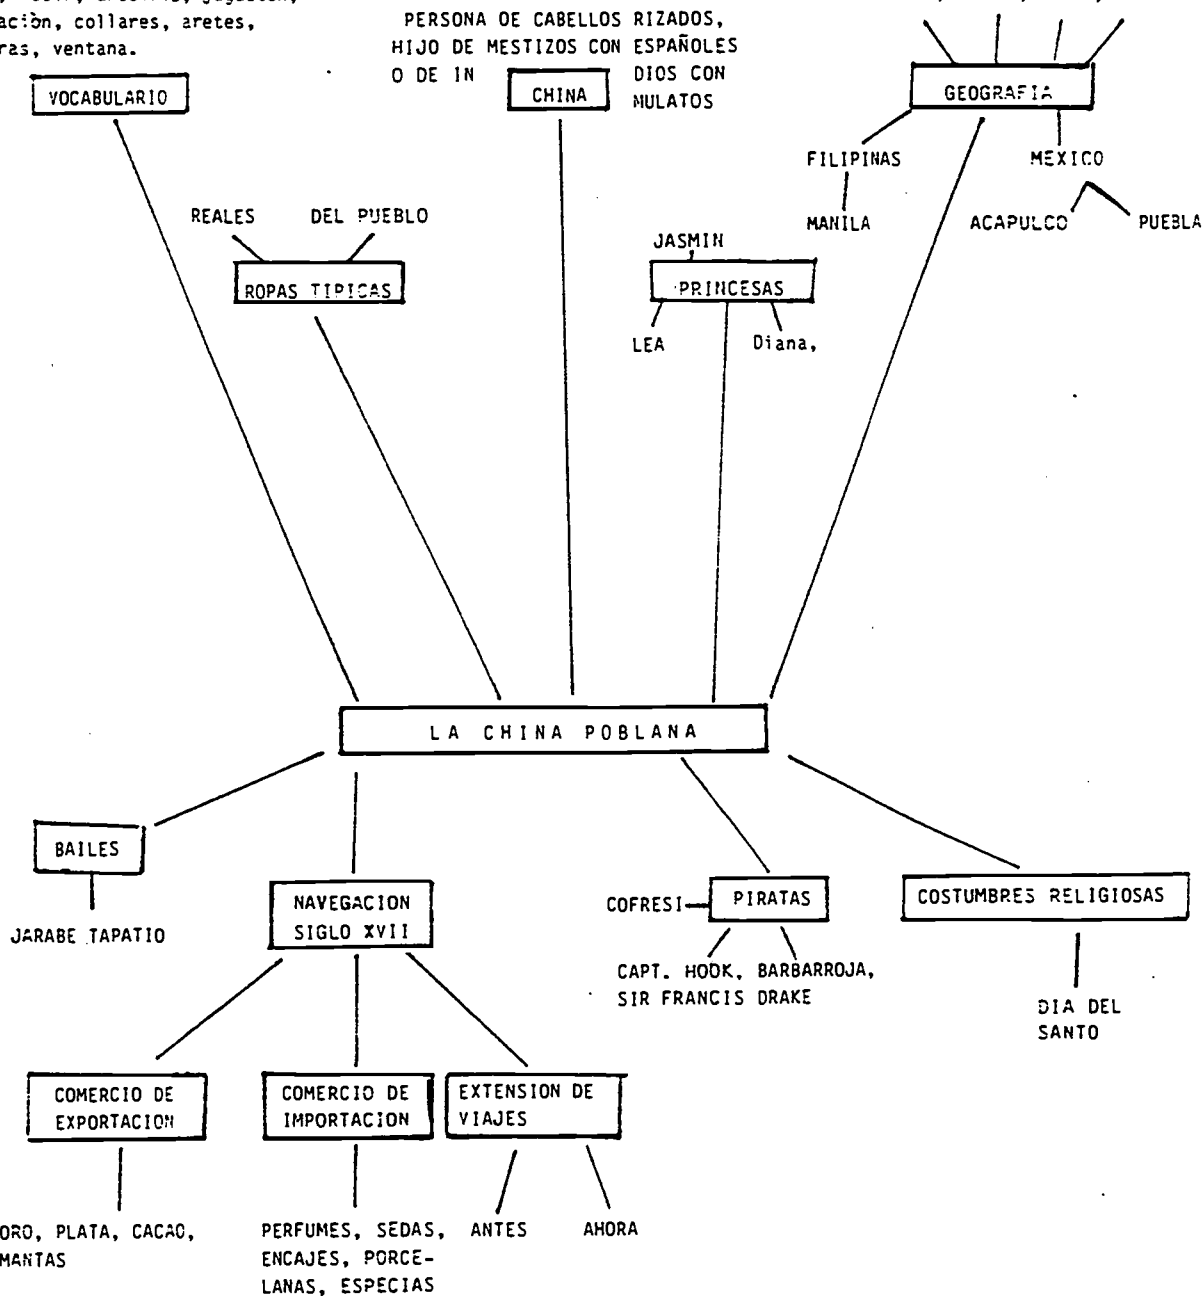 ación, collares, aretes,
ras, ventana.
VOCABULARIO
PERSONA DE CABELLOS RIZADOS,
HIJO DE MESTIZOS CON ESPAÑOLES
O DE IN DIOS CON
MULATOS
CHINA
GEOGRAFIA
FILIPINAS
MANILA
MEXICO
ACAPULCO
PUEBLA
REALES
DEL PUEBLO
ROPAS TIPICAS
JASMIN
PRINCESAS
LEA
Diana,
LA CHINA POBLANA
BAILES
JARABE TAPATIO
NAVEGACION
SIGLO XVII
COFRESI
PIRATAS
CAPT. HOOK, BARBARROJA,
SIR FRANCIS DRAKE
COSTUMBRES RELIGIOSAS
DIA DEL
SANTO
COMERCIO DE
EXPORTACION
COMERCIO DE
IMPORTACION
EXTENSION DE
VIAJES
ORO, PLATA, CACAO,
MANTAS
PERFUMES, SEDAS,
ENCAJES, PORCE-
LANAS, ESPECIAS
ANTES
AHORA